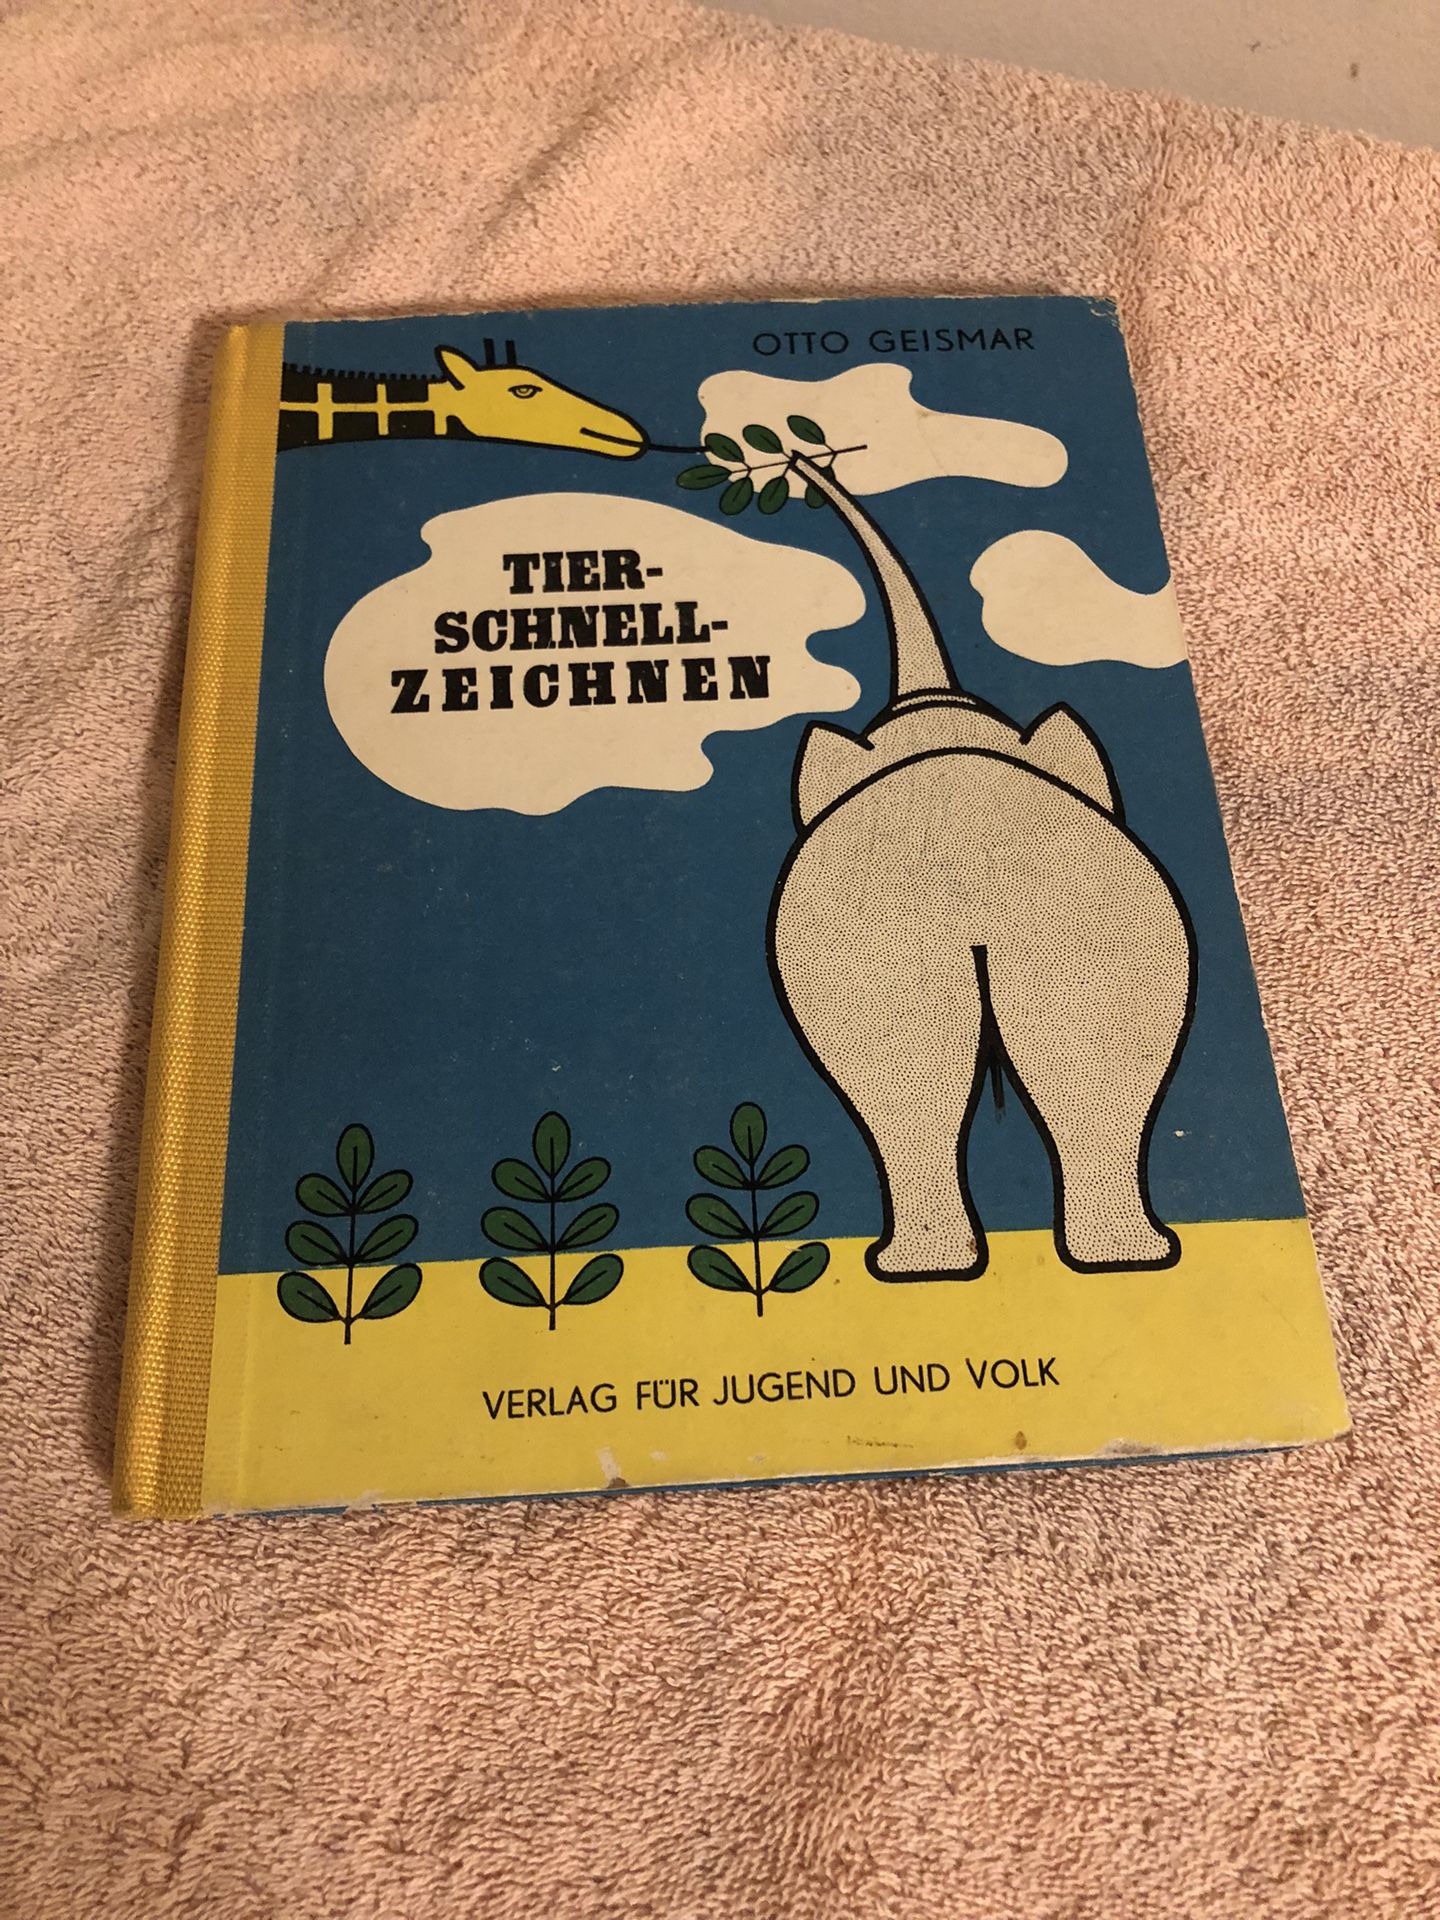 OTTO GEISMAR
TIER-
SCHNELL-
ZEICHNEN
VERLAG FÜR JUGEND UND VOLK